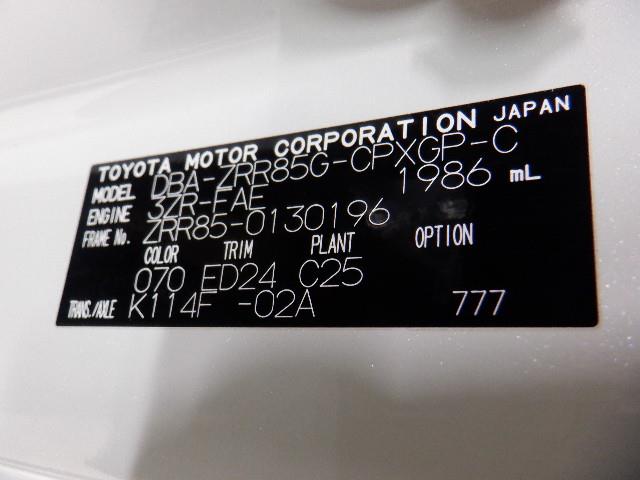 TOYOTA MOTOR CORPORATION JAPAN
MODEL DBA-ZRR85G-CPXGP-C
ENGINE 3ZR-FAE 1986 mL
FRAME No. ZRR85-0130196
COLOR TRIM PLANT OPTION
070 ED24 C25
TRANS./AXLE K114F -02A 777